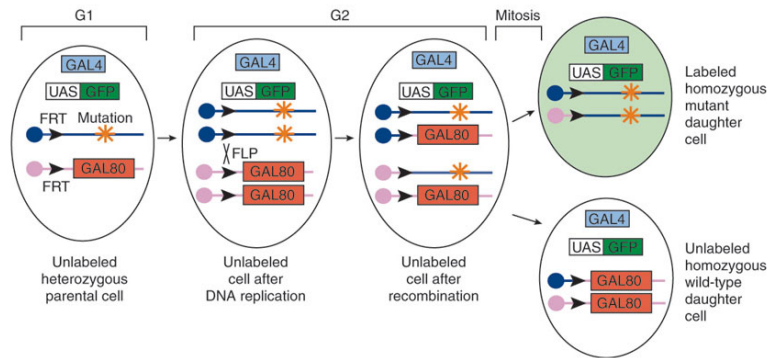 G1
G2
Mitosis
GAL4
UAS GFP
FRT Mutation
GAL80
FRT
Unlabeled
heterozygous
parental cell
GAL4
UAS GFP
FLP
GAL80
GAL80
Unlabeled
cell after
DNA replication
GAL4
UAS GFP
GAL80
GAL80
Unlabeled
cell after
recombination
GAL4
UAS GFP
Labeled
homozygous
mutant
daughter
cell
GAL4
UAS GFP
GAL80
GAL80
Unlabeled
homozygous
wild-type
daughter
cell